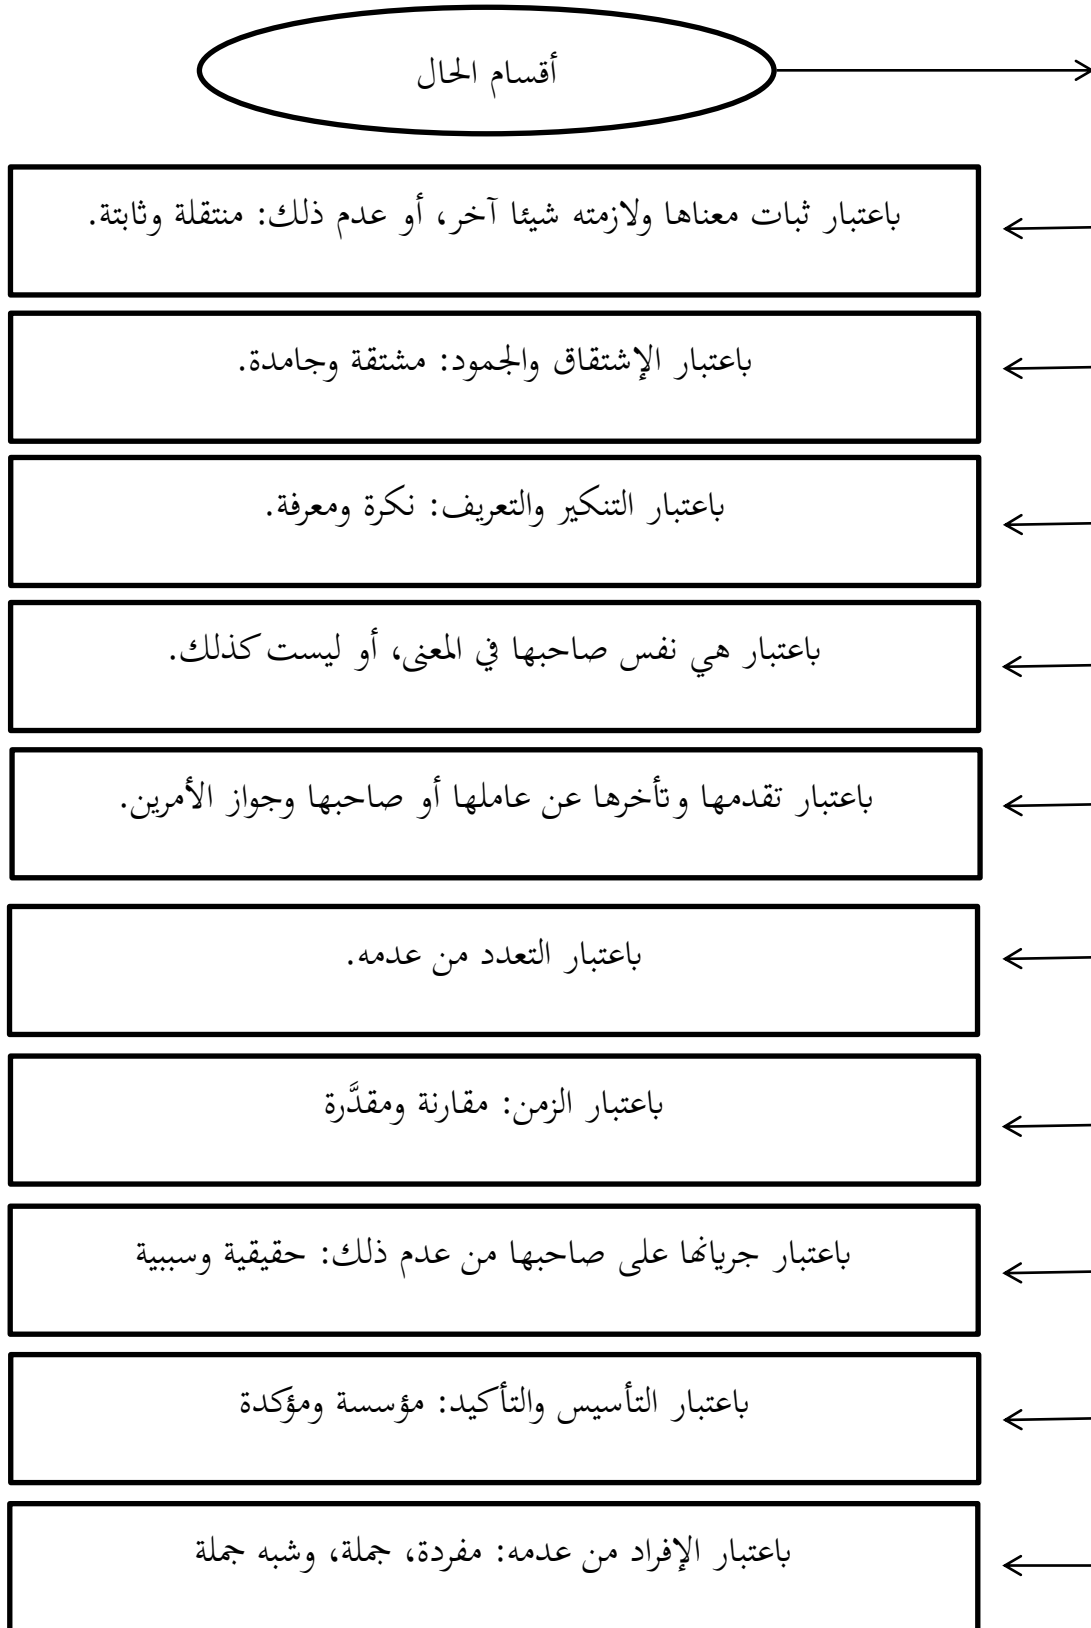 أقسام الحال
باعتبار ثبات معناها ولازمته شيئا آخر، أو عدم ذلك: منتقلة وثابتة.
باعتبار الإشتقاق والجمود: مشتقة وجامدة.
باعتبار التنكير والتعريف: نكرة ومعرفة.
باعتبار هي نفس صاحبها في المعنى، أو ليست كذلك.
باعتبار تقدمها وتأخرها عن عاملها أو صاحبها وجواز الأمرين.
باعتبار التعدد من عدمه.
باعتبار الزمن: مقارنة ومقدَّرة
باعتبار جريانها على صاحبها من عدم ذلك: حقيقية وسببية
باعتبار التأسيس والتأكيد: مؤسسة ومؤكدة
باعتبار الإفراد من عدمه: مفردة، جملة، وشبه جملة